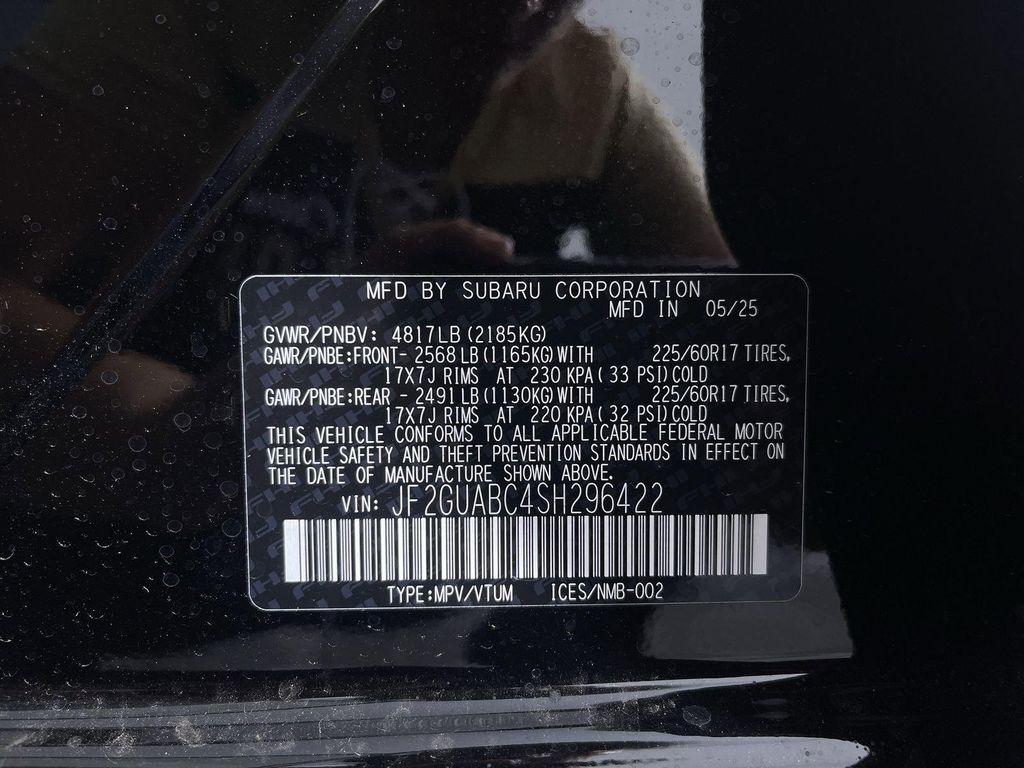 MFD BY SUBARU CORPORATION
MFD IN 05/25
GVWR/PNBV: 4817LB (2185KG)
GAWR/PNBE:FRONT- 2568 LB (1165KG) WITH 225/60R17 TIRES,
17X7J RIMS AT 230 KPA ( 33 PSI) COLD
GAWR/PNBE:REAR - 2491 LB (1130KG) WITH 225/60R17 TIRES,
17X7J RIMS AT 220 KPA ( 32 PSI) COLD
THIS VEHICLE CONFORMS TO ALL APPLICABLE FEDERAL MOTOR
VEHICLE SAFETY AND THEFT PREVENTION STANDARDS IN EFFECT ON
THE DATE OF MANUFACTURE SHOWN ABOVE.
VIN: JF2GUABC4SH296422
TYPE:MPV/VTUM ICES/NMB-002